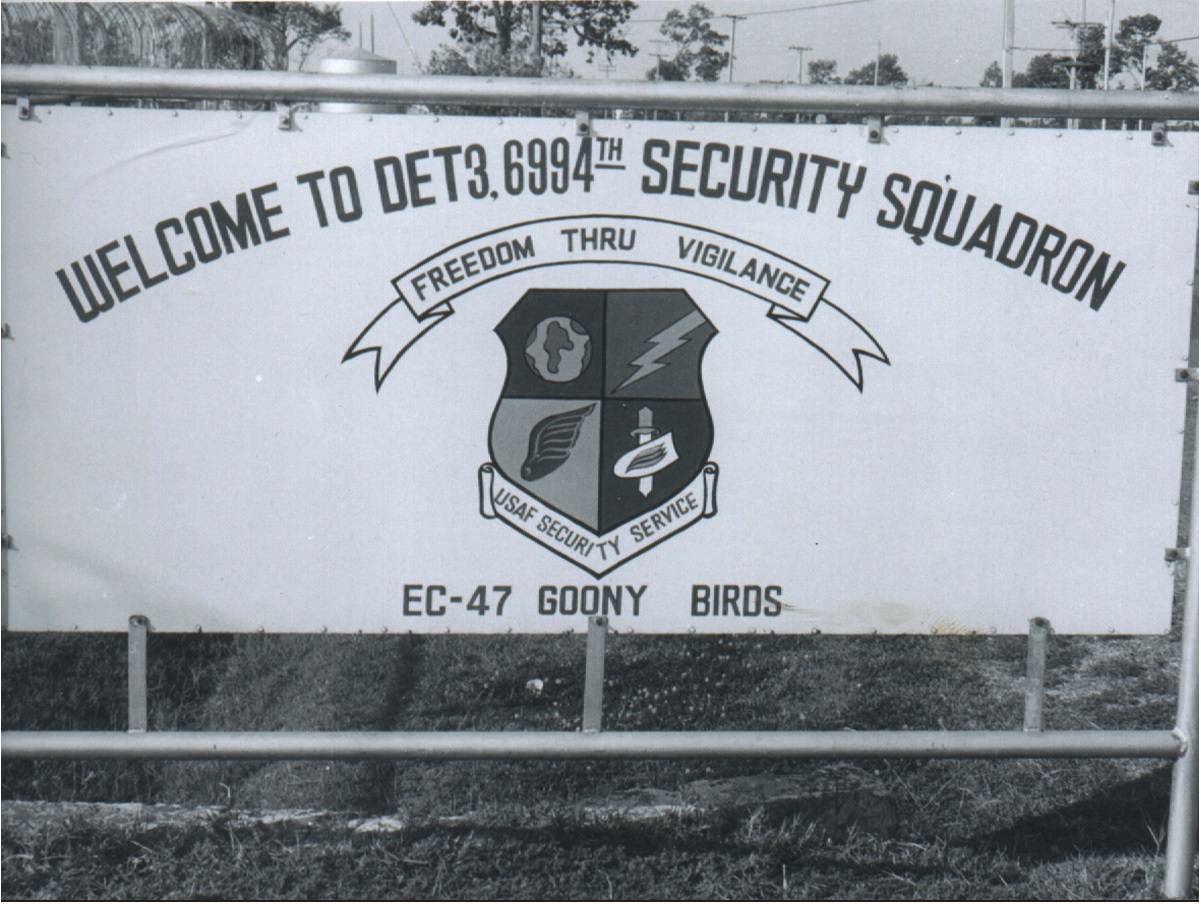 WELCOME TO DET3, 6994TH SECURITY SQUADRON
FREEDOM THRU VIGILANCE
USAF SECURITY SERVICE
EC-47 GOONY BIRDS